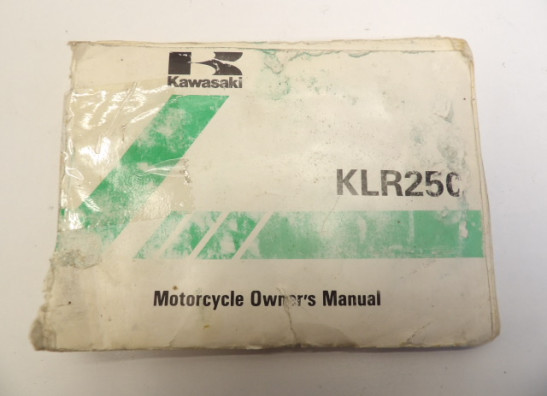 Kawasaki
KLR250
Motorcycle Owner's Manual